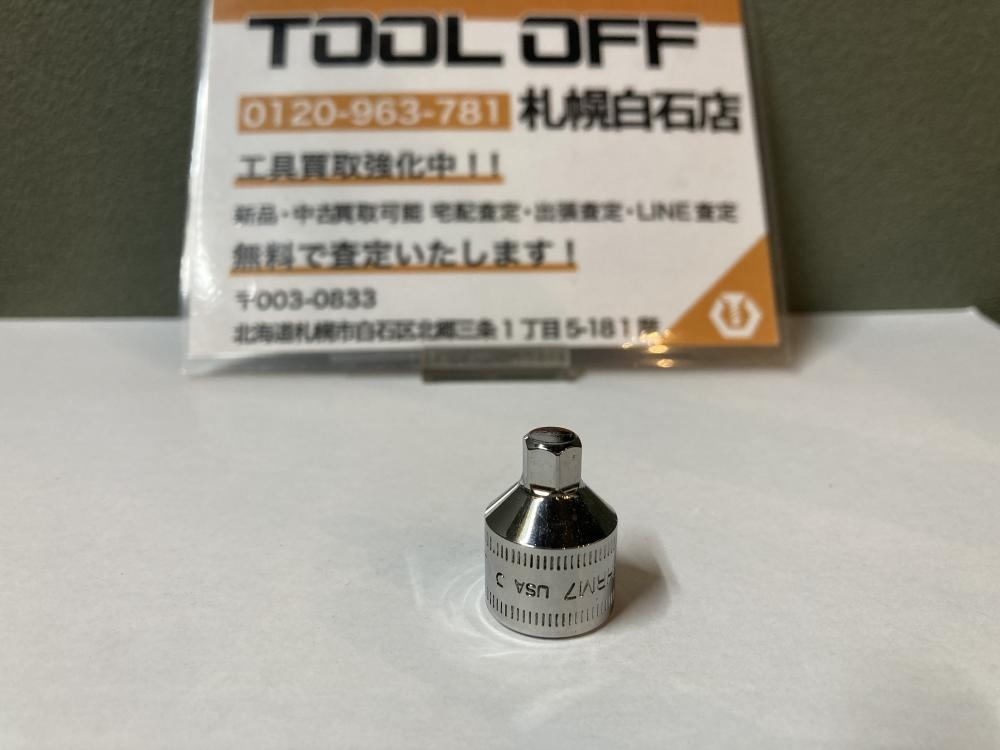 TOOL OFF
0120-963-781 札幌白石店
工具買取強化中！！
新品・中古買取可能 宅配査定・出張査定・LINE査定
無料で査定いたします！
〒003-0833
北海道札幌市白石区北郷三条1丁目5-18 1階
RM7 USA